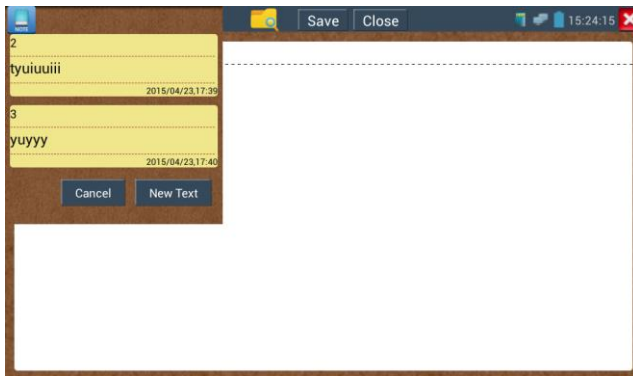 NOTE
Save Close 15:24:15
2
tyuiuuiii
2015/04/23,17:39
3
yuyyy
2015/04/23,17:40
Cancel New Text